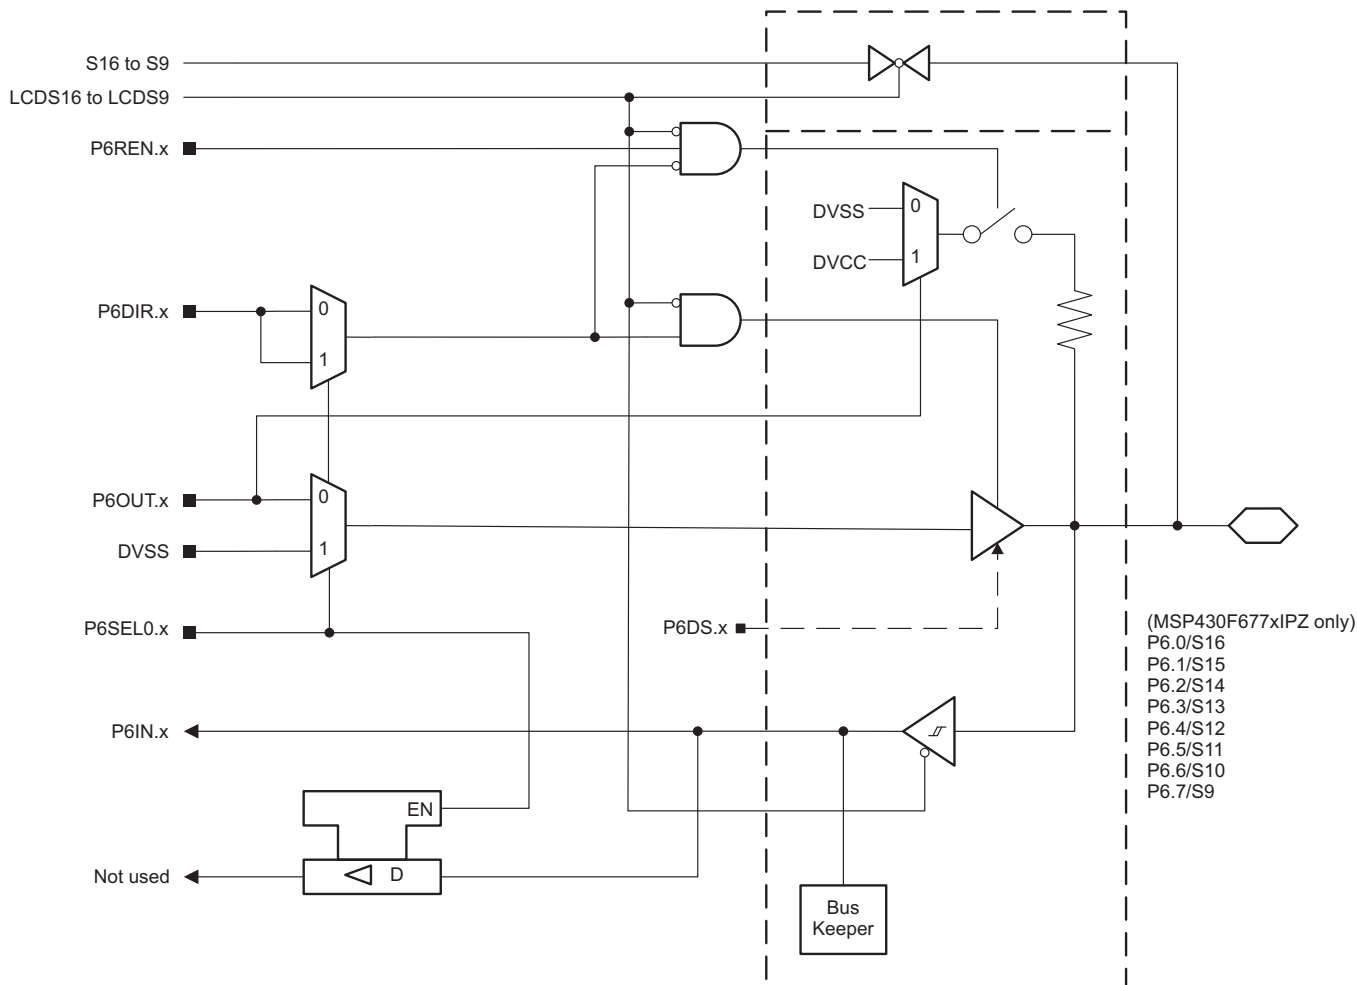 S16 to S9
LCDS16 to LCDS9
P6REN.x
DVSS
0
DVCC
1
P6DIR.x
0
1
P6OUT.x
0
DVSS
1
P6SEL0.x
P6DS.x
(MSP430F677xIPZ only)
P6.0/S16
P6.1/S15
P6.2/S14
P6.3/S13
P6.4/S12
P6.5/S11
P6.6/S10
P6.7/S9
P6IN.x
EN
Not used
D
Bus
Keeper